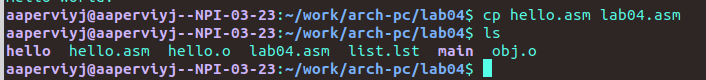 aaperviyj@aaperviyj--NPI-03-23:~/work/arch-pc/lab04$ cp hello.asm lab04.asm
aaperviyj@aaperviyj--NPI-03-23:~/work/arch-pc/lab04$ ls
hello hello.asm hello.o lab04.asm list.lst main obj.o
aaperviyj@aaperviyj--NPI-03-23:~/work/arch-pc/lab04$